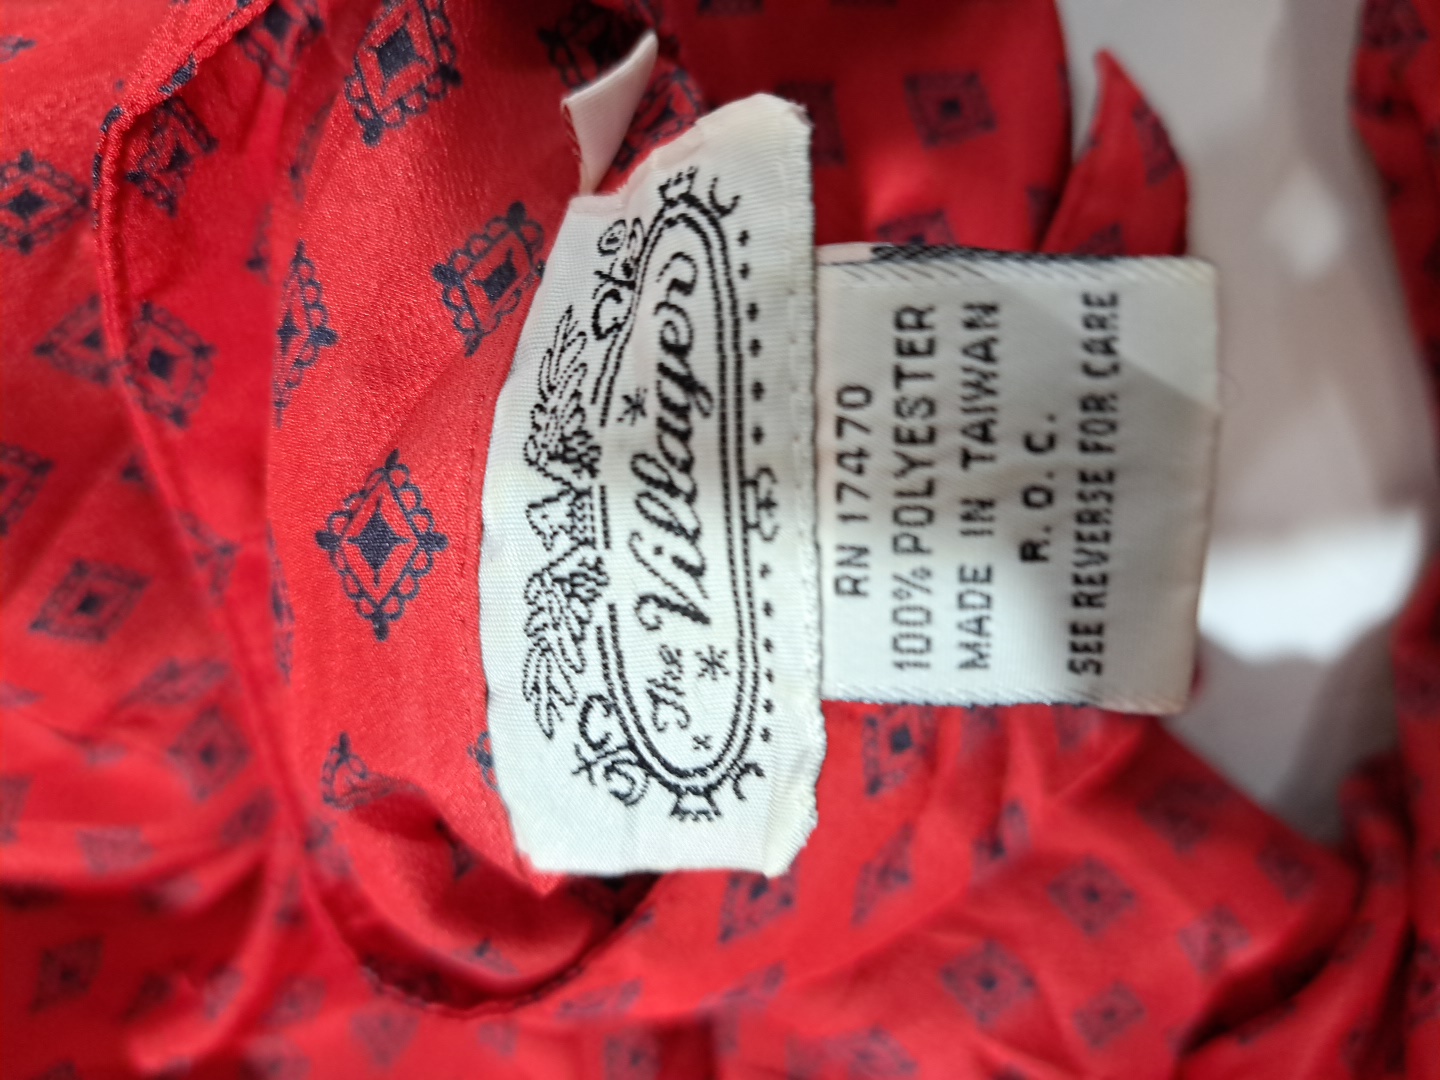 The Villager
RN 17470
100% POLYESTER
MADE IN TAIWAN
R.O.C.
SEE REVERSE FOR CARE